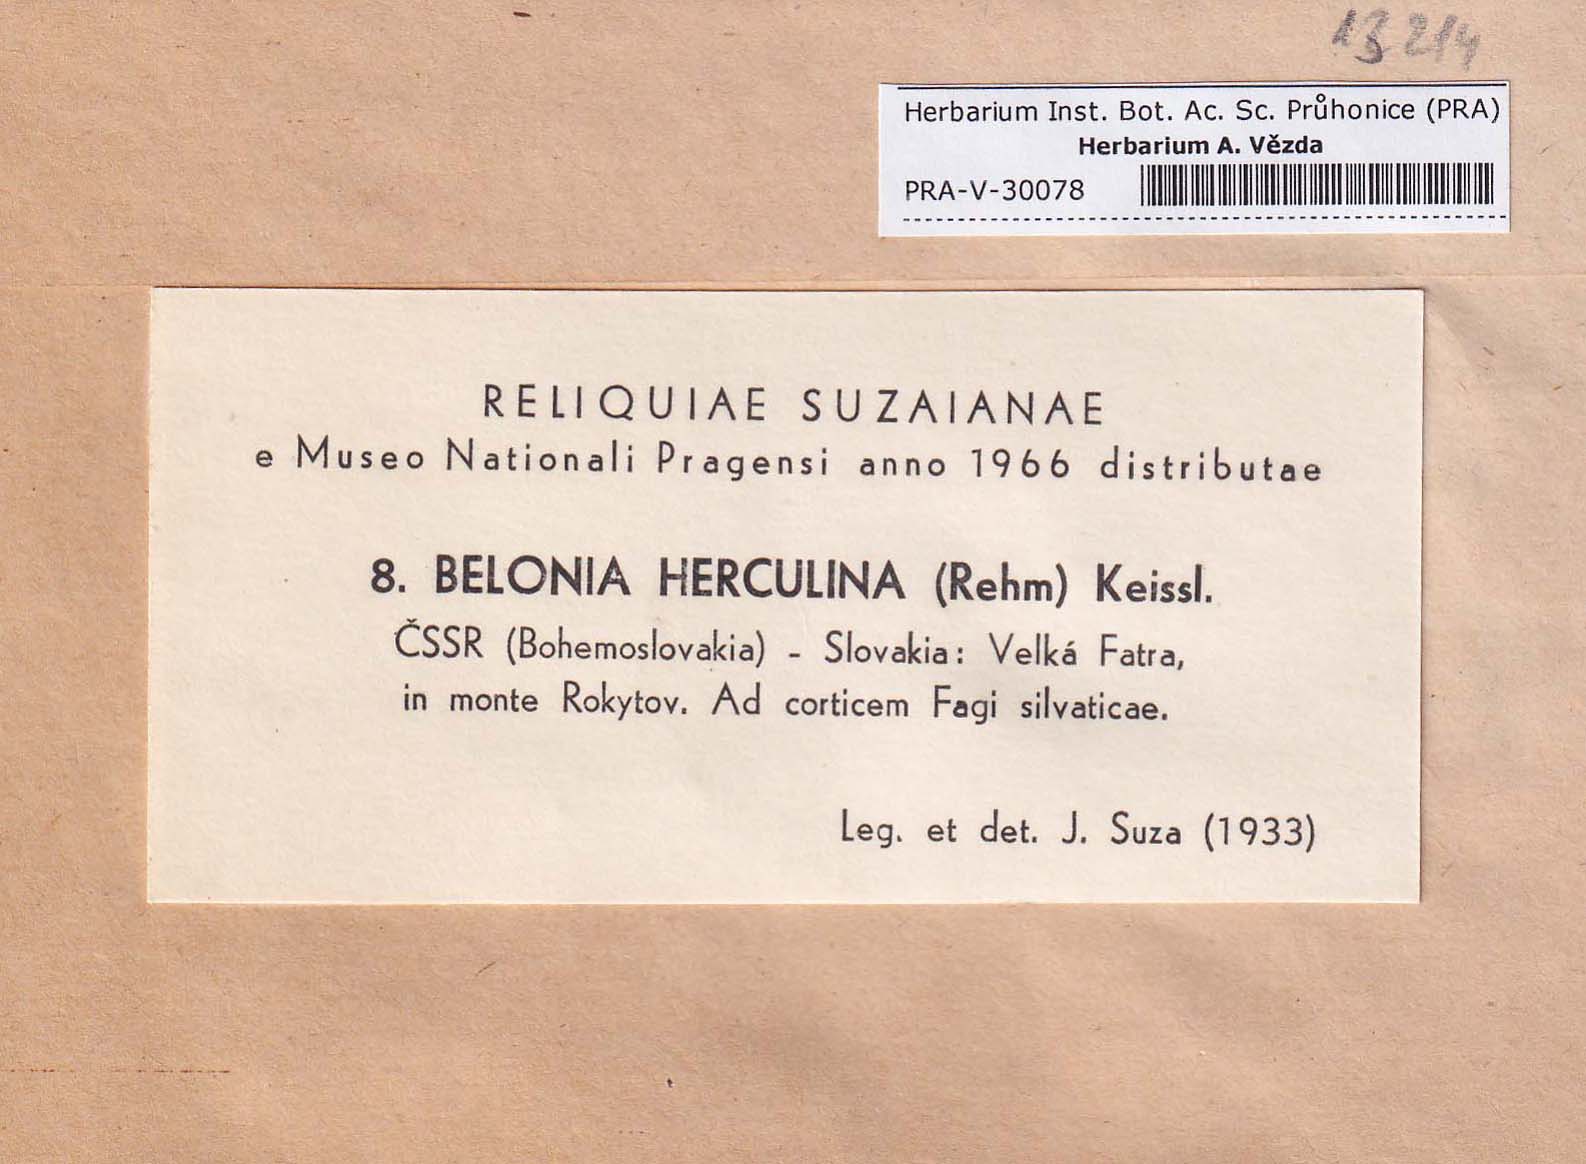 13214
Herbarium Inst. Bot. Ac. Sc. Průhonice (PRA)
Herbarium A. Vězda
PRA-V-30078
RELIQUIAE SUZAIANAE
e Museo Nationali Pragensi anno 1966 distributae
8. BELONIA HERCULINA (Rehm) Keissl.
ČSSR (Bohemoslovakia) - Slovakia: Velká Fatra,
in monte Rokytov. Ad corticem Fagi silvaticae.
Leg. et det. J. Suza (1933)